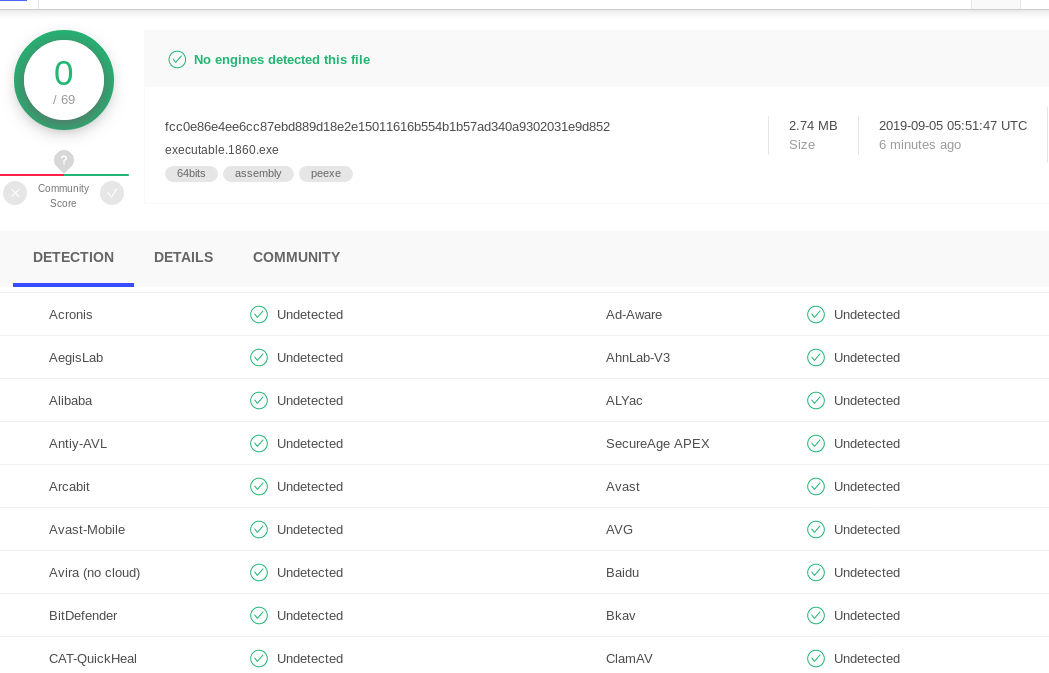 0
/ 69
?
Community
Score
No engines detected this file
fcc0e86e4ee6cc87ebd889d18e2e15011616b554b1b57ad340a9302031e9d852
executable.1860.exe
64bits assembly peexe
2.74 MB
Size
2019-09-05 05:51:47 UTC
6 minutes ago
DETECTION DETAILS COMMUNITY
Acronis Undetected Ad-Aware Undetected
AegisLab Undetected AhnLab-V3 Undetected
Alibaba Undetected ALYac Undetected
Antiy-AVL Undetected SecureAge APEX Undetected
Arcabit Undetected Avast Undetected
Avast-Mobile Undetected AVG Undetected
Avira (no cloud) Undetected Baidu Undetected
BitDefender Undetected Bkav Undetected
CAT-QuickHeal Undetected ClamAV Undetected